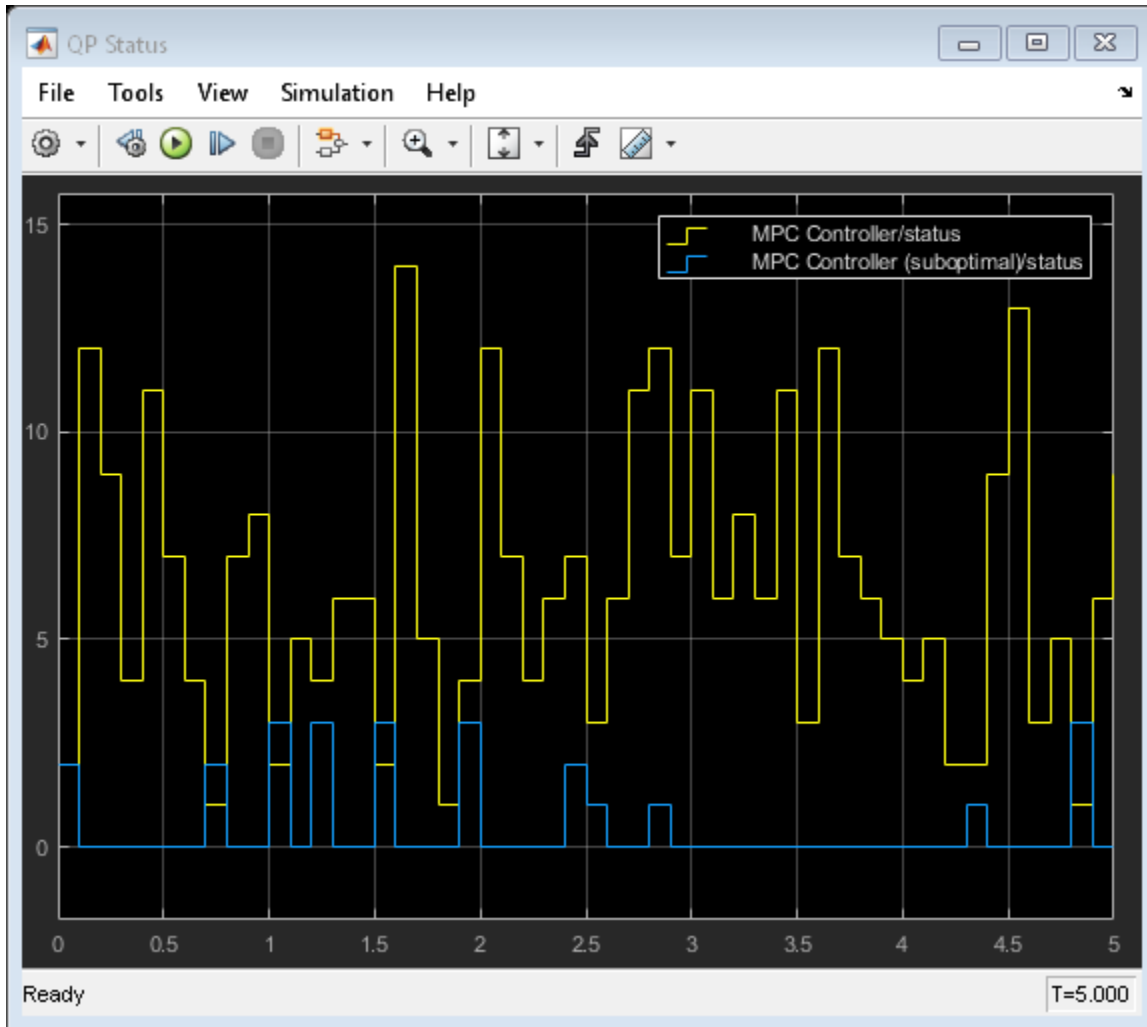 QP Status
File Tools View Simulation Help
MPC Controller/status
MPC Controller (suboptimal)/status
15
10
5
0
0 0.5 1 1.5 2 2.5 3 3.5 4 4.5 5
Ready T=5.000